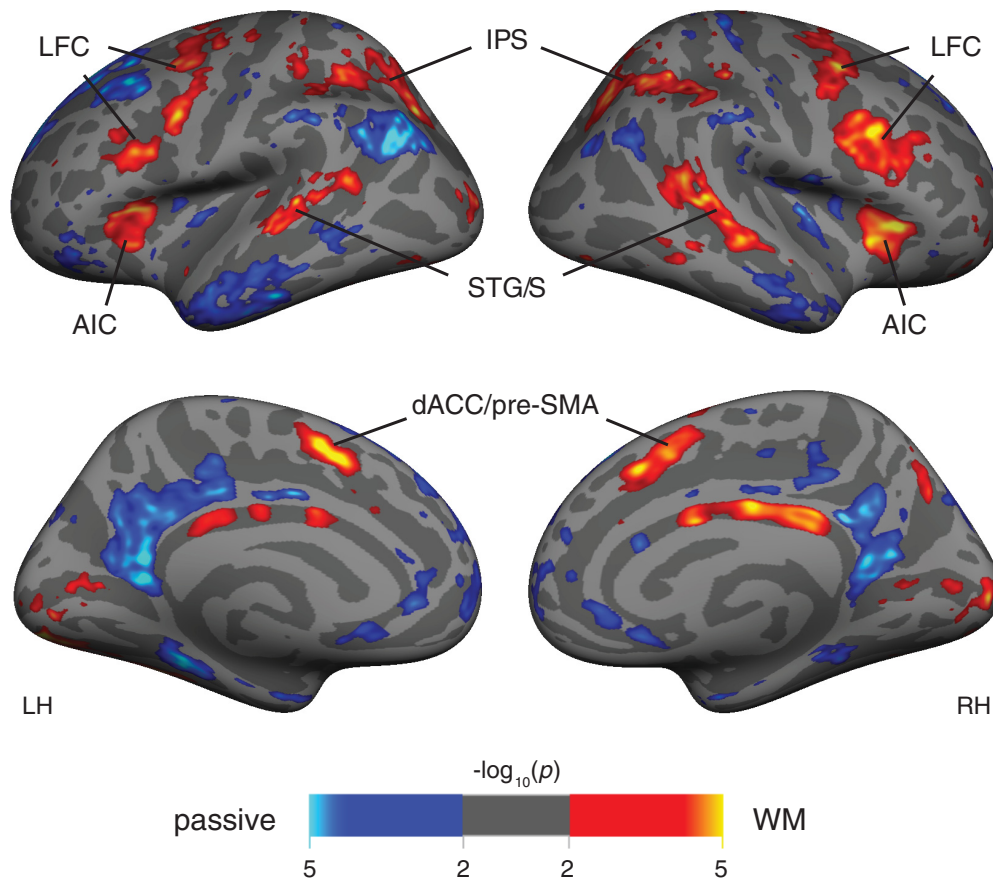 LFC
IPS
LFC
AIC
STG/S
AIC
dACC/pre-SMA
LH
RH
-log10(p)
passive
WM
5
2
2
5